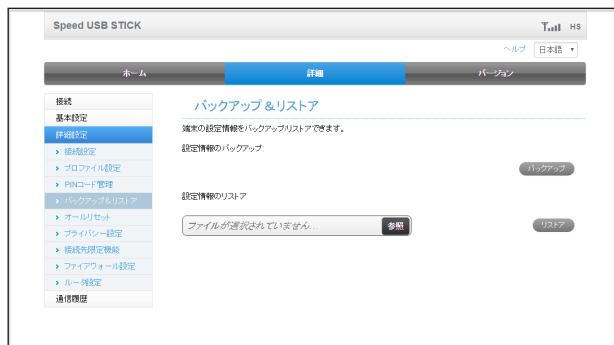 Speed USB STICK
HS
ヘルプ 日本語
ホーム 詳細 バージョン
接続
基本設定
詳細設定
接続設定
プロファイル設定
PINコード管理
バックアップ&リストア
オールリセット
プライバシー設定
接続先限定機能
ファイアウォール設定
ルータ設定
通信履歴
バックアップ&リストア
端末の設定情報をバックアップ/リストアできます。
設定情報のバックアップ:
バックアップ
設定情報のリストア
ファイルが選択されていません... 参照
リストア